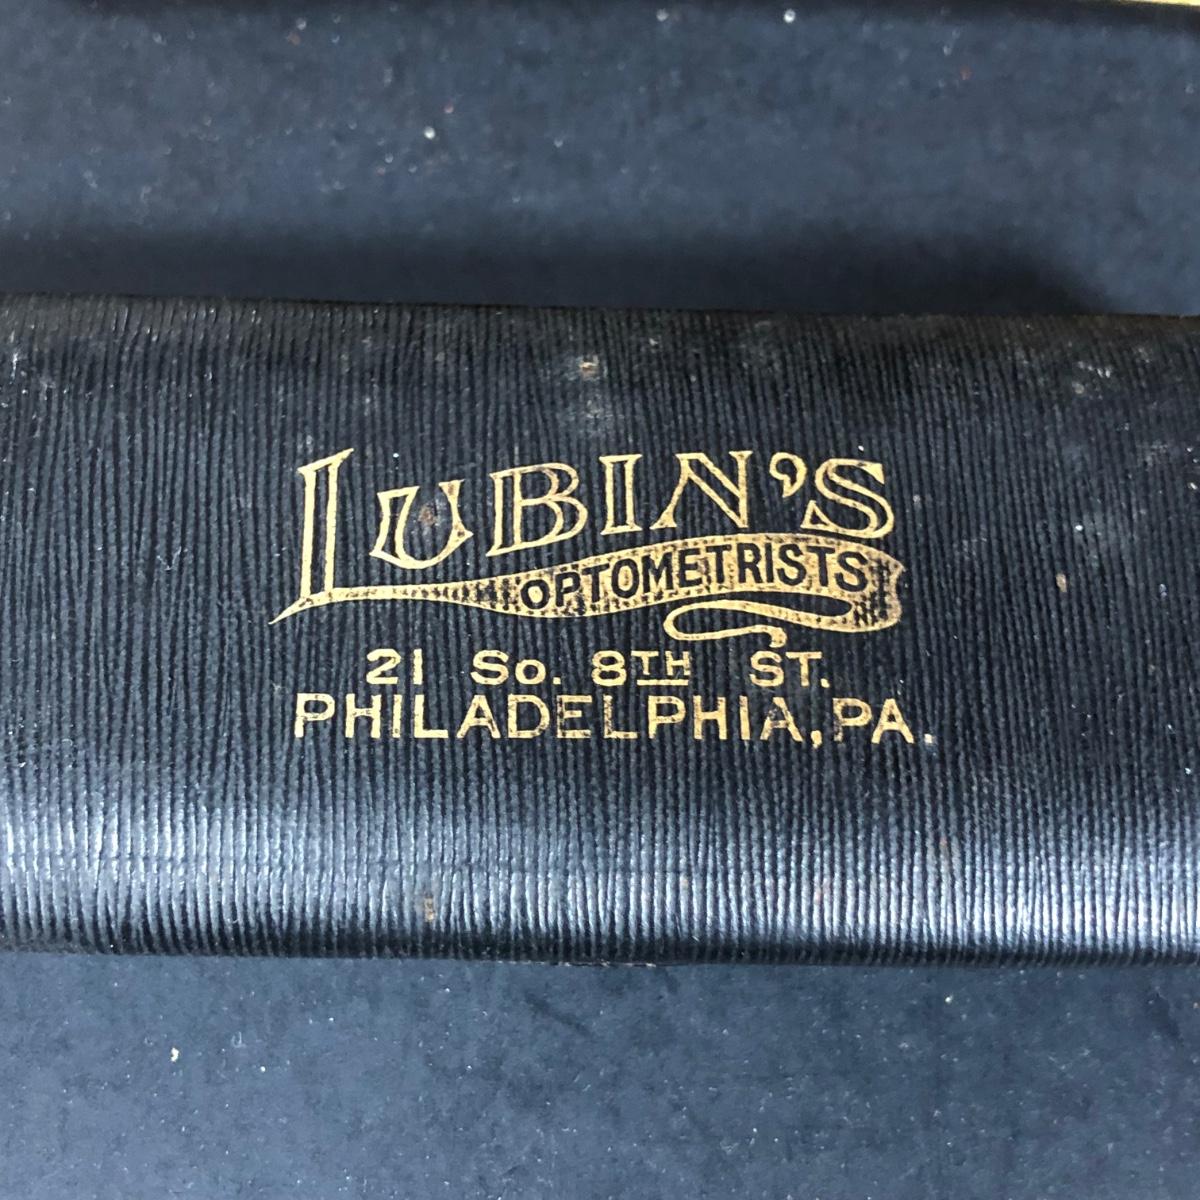 LUBIN'S
OPTOMETRISTS
21 So. 8TH ST.
PHILADELPHIA, PA.